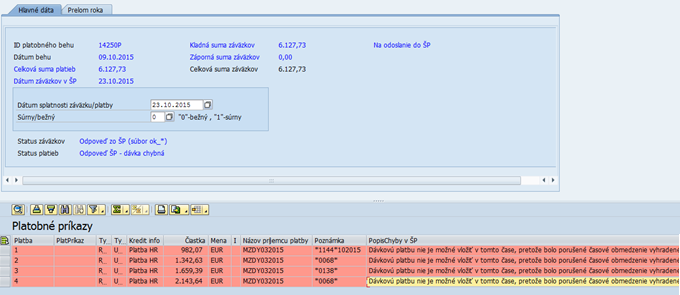 Hlavné dáta Prelom roka
ID platobného behu 14250P Kladná suma záväzkov 6.127,73 Na odoslanie do ŠP
Dátum behu 09.10.2015 Záporná suma záväzkov 0,00
Celková suma platieb 6.127,73 Celková suma záväzkov 6.127,73
Dátum záväzkov v ŠP 23.10.2015
Dátum splatnosti záväzku/platby 23.10.2015
Súrny/bežný 0 "0"-bežný , "1"-súrny
Status záväzkov Odpoveď zo ŠP (súbor ok_*)
Status platieb Odpoveď ŠP - dávka chybná
Platobné príkazy
Platba PlatPríkaz Ty_ U_ Kredit info Čiastka Mena I Názov príjemcu platby Poznámka PopsChyby v ŠP
1 R_ U_ Platba HR 982,07 EUR MZDY032015 *1144*102015 Dávkovú platbu nie je možné vložiť v tomto čase, pretože bolo porušené časové obmedzenie vyhradené
2 R_ U_ Platba HR 1.342,63 EUR MZDY032015 *0068* Dávkovú platbu nie je možné vložiť v tomto čase, pretože bolo porušené časové obmedzenie vyhradené
3 R_ U_ Platba HR 1.659,39 EUR MZDY032015 *0138* Dávkovú platbu nie je možné vložiť v tomto čase, pretože bolo porušené časové obmedzenie vyhradené
4 R_ U_ Platba HR 2.143,64 EUR MZDY032015 *0068* Dávkovú platbu nie je možné vložiť v tomto čase, pretože bolo porušené časové obmedzenie vyhradené